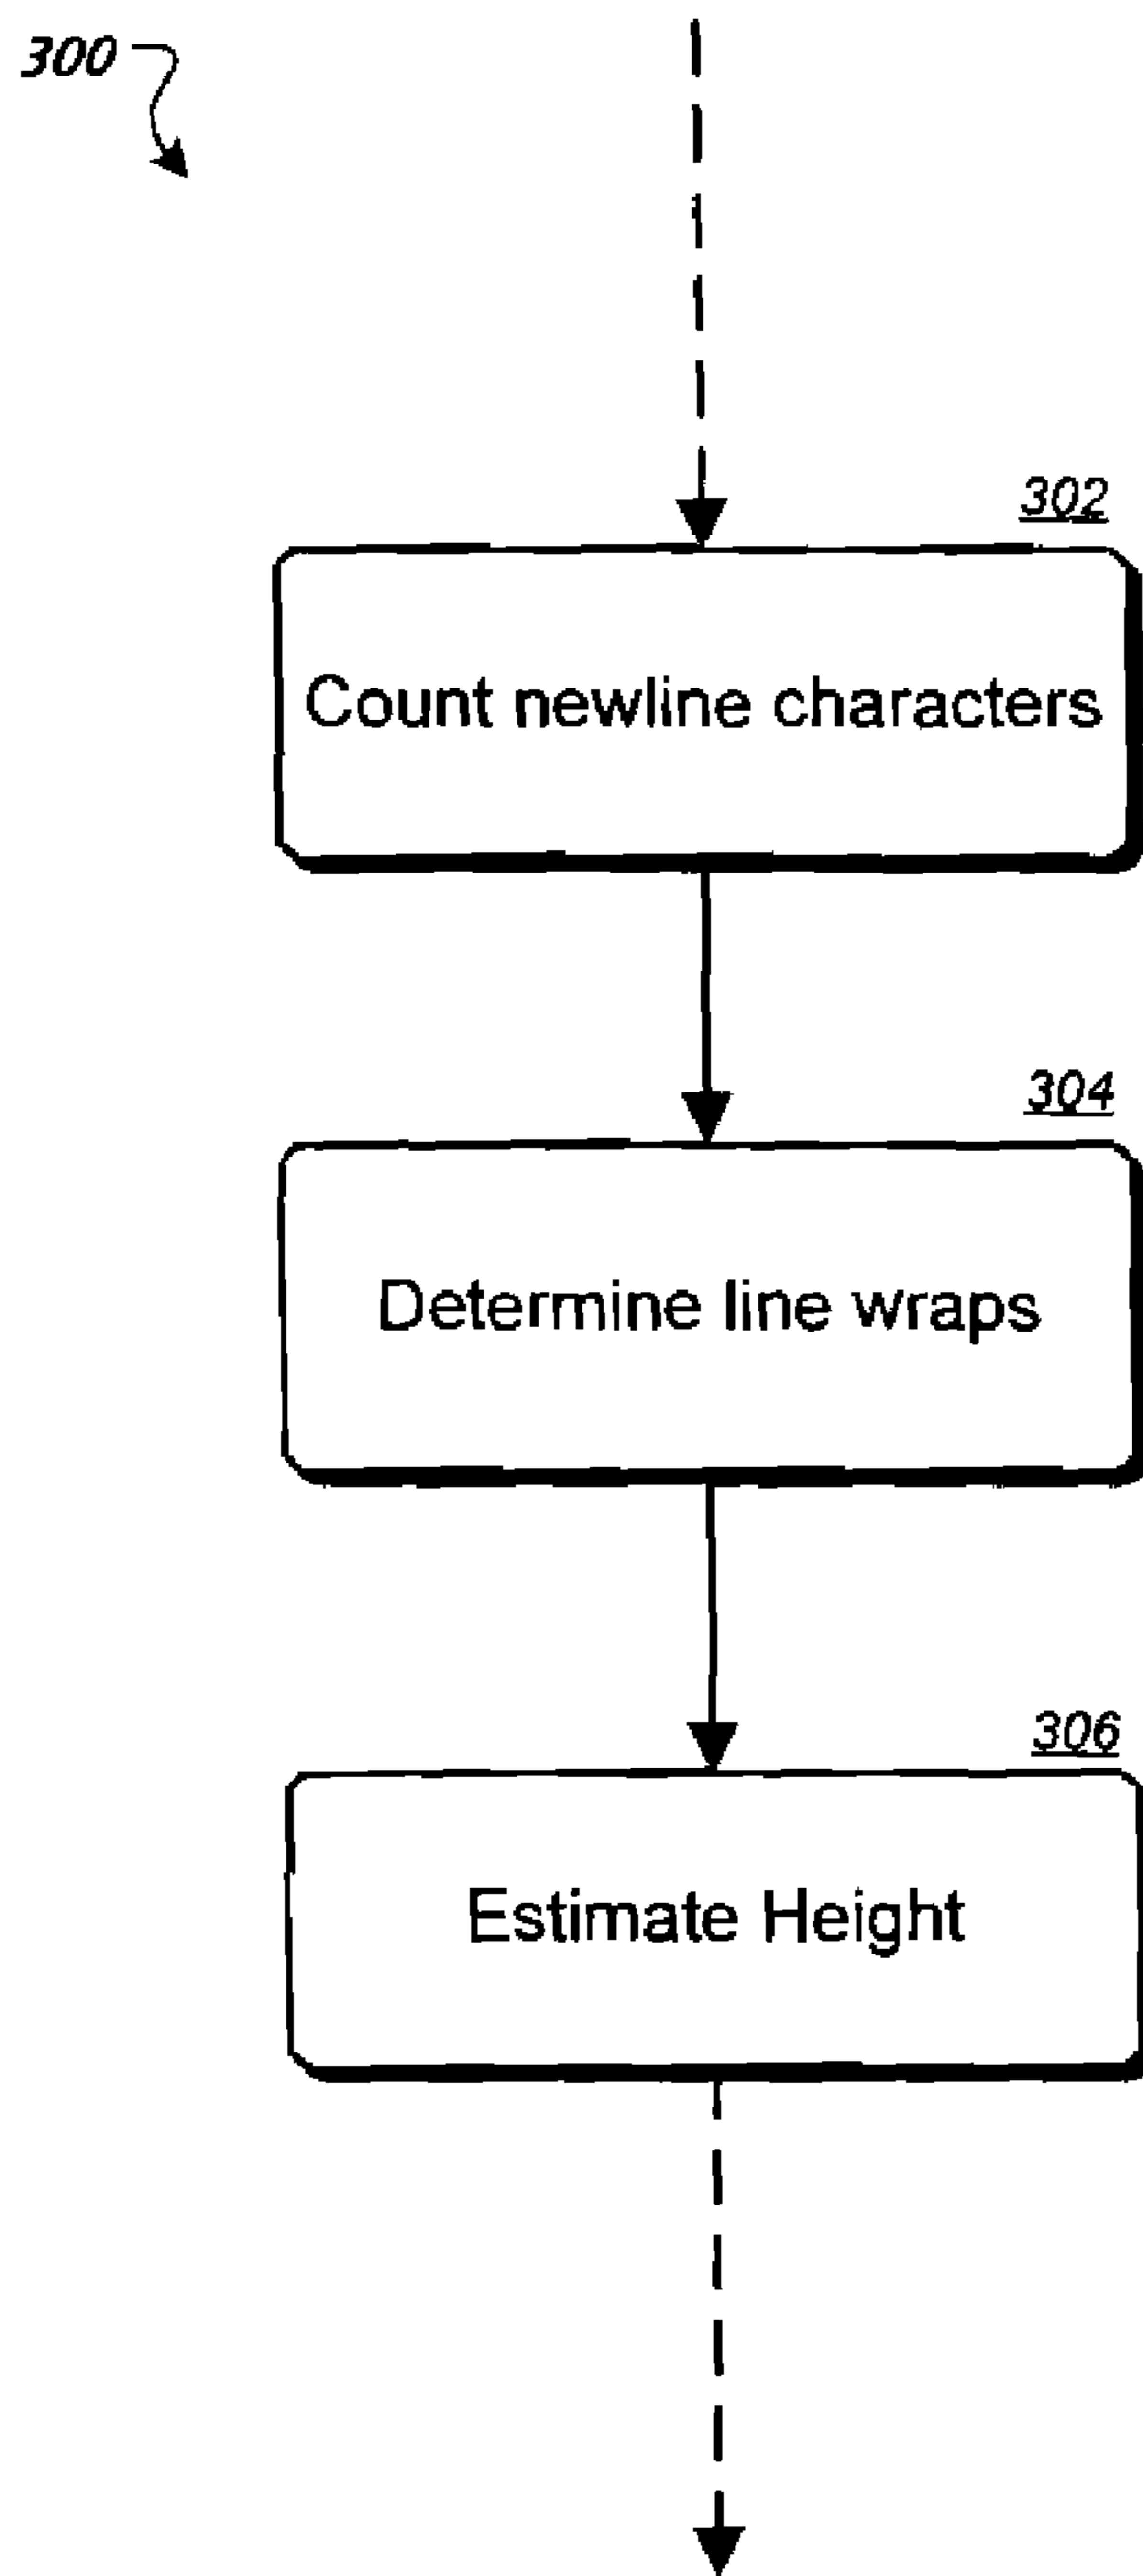 300
302
Count newline characters
304
Determine line wraps
306
Estimate Height